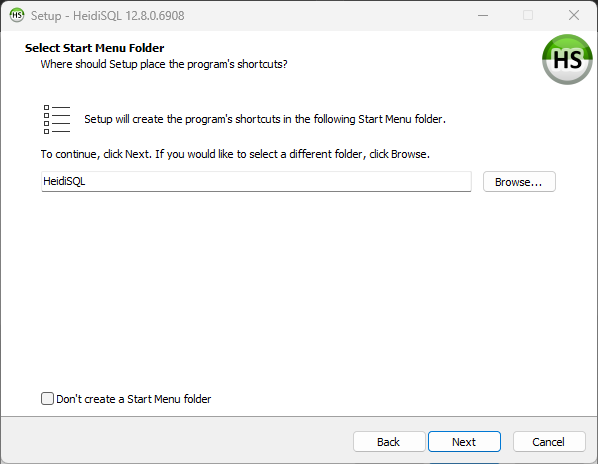 Setup - HeidiSQL 12.8.0.6908
Select Start Menu Folder
Where should Setup place the program's shortcuts?
HS
Setup will create the program's shortcuts in the following Start Menu folder.
To continue, click Next. If you would like to select a different folder, click Browse.
HeidiSQL
Browse...
Don't create a Start Menu folder
Back
Next
Cancel